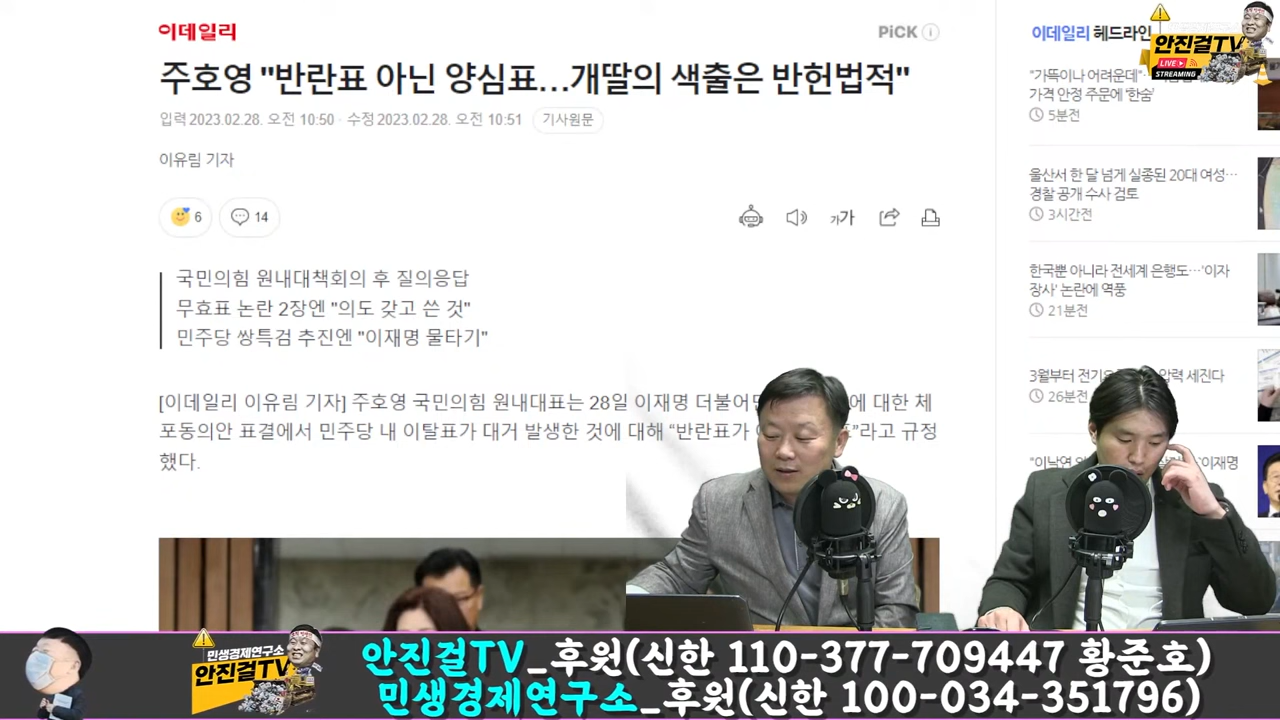 이데일리
PiCK
주호영 "반란표 아닌 양심표…개딸의 색출은 반헌법적"
입력 2023.02.28. 오전 10:50 · 수정 2023.02.28. 오전 10:51 기사원문
이유림 기자
6
14
가가
국민의힘 원내대책회의 후 질의응답
무효표 논란 2장엔 "의도 갖고 쓴 것"
민주당 쌍특검 추진엔 "이재명 물타기"
[이데일리 이유림 기자] 주호영 국민의힘 원내대표는 28일 이재명 더불어 에 대한 체
포동의안 표결에서 민주당 내 이탈표가 대거 발생한 것에 대해 “반란표가 ”라고 규정
했다.
이데일리 헤드라인
안진걸TV
LIVE
STREAMING
"가뜩이나 어려운데"…
가격 안정 주문에 '한숨'
5분전
울산서 한 달 넘게 실종된 20대 여성…
경찰 공개 수사 검토
3시간전
한국뿐 아니라 전세계 은행도…'이자
장사' 논란에 역풍
21분전
3월부터 압력 세진다
26분전
"이낙연 '이재명
민생경제연구소
안진걸TV
안진걸TV_후원(신한 110-377-709447 황준호)
민생경제연구소_후원(신한 100-034-351796)